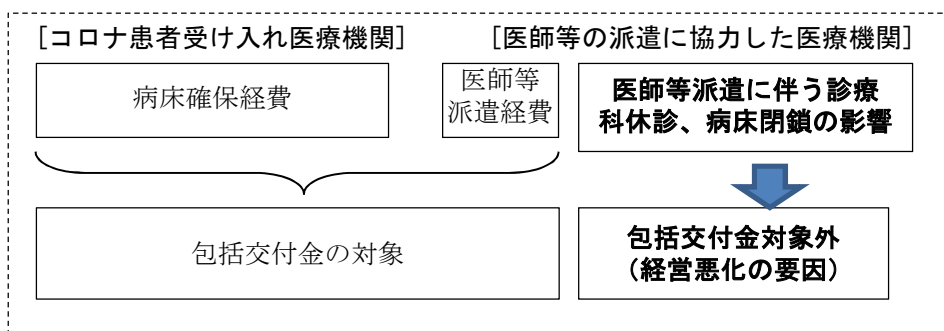 [コロナ患者受け入れ医療機関]
[医師等の派遣に協力した医療機関]
病床確保経費
医師等
派遣経費
医師等派遣に伴う診療
科休診、病床閉鎖の影響
包括交付金の対象
包括交付金対象外
（経営悪化の要因）